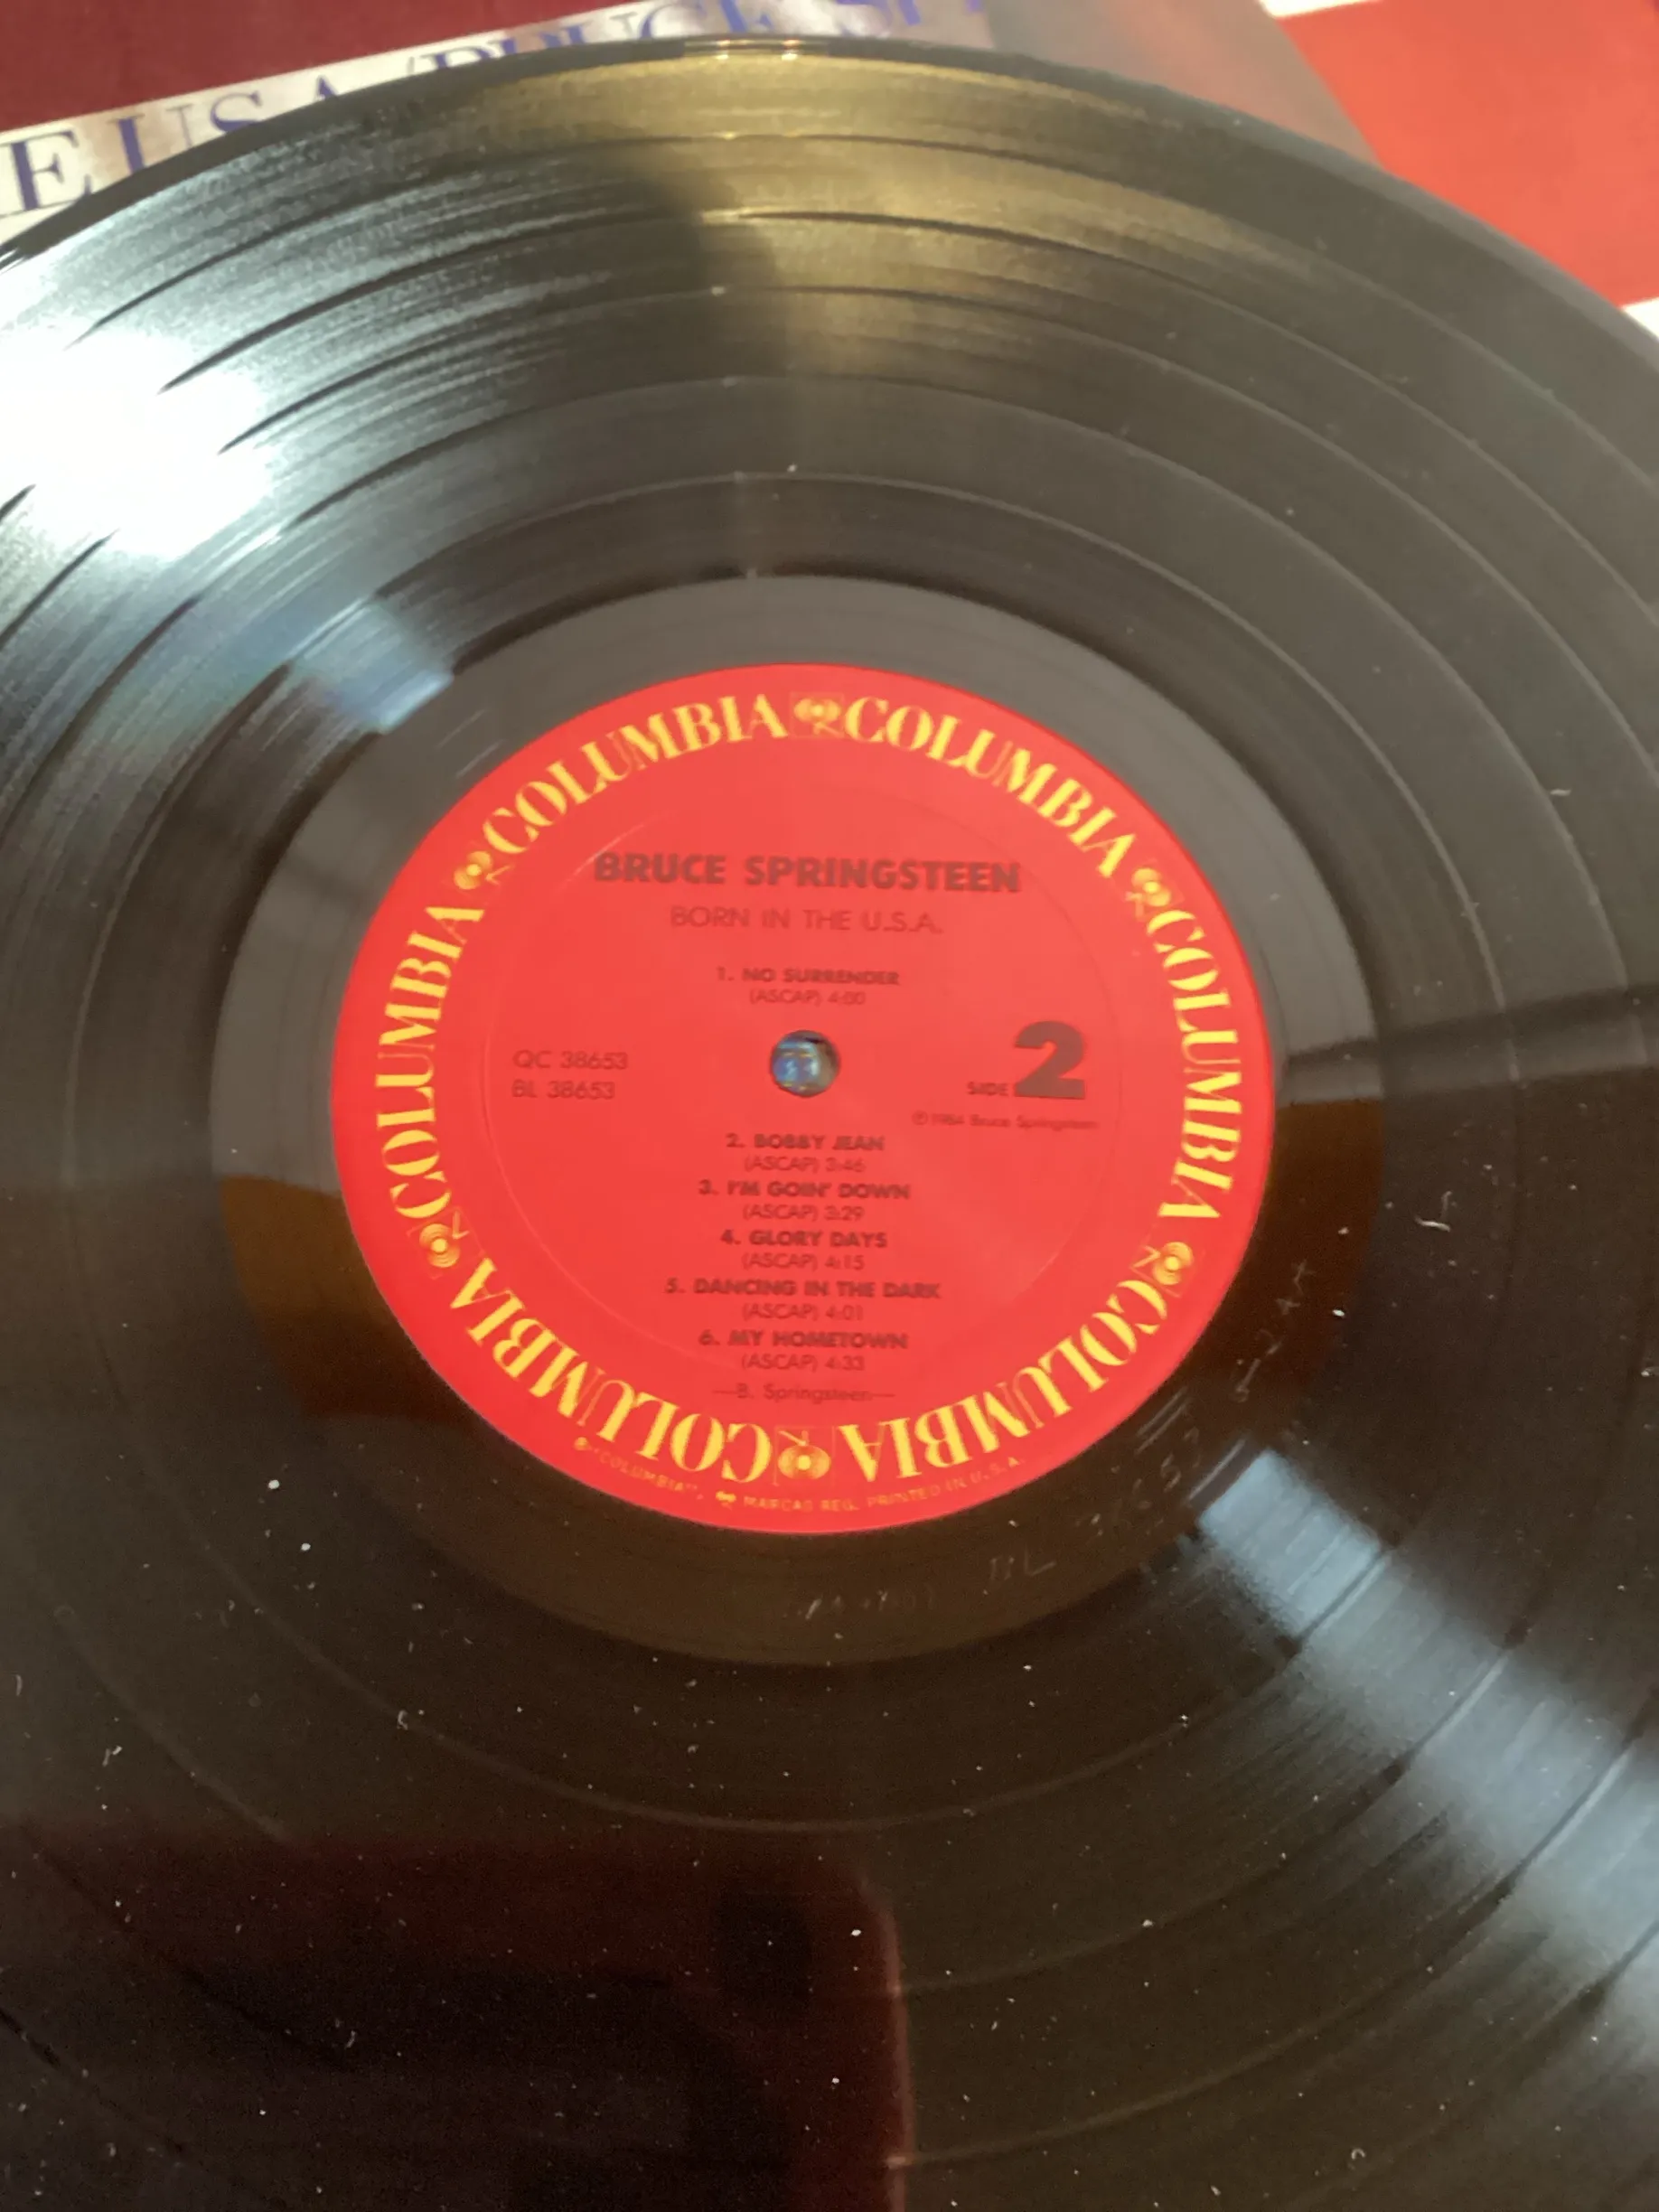 E U.S.A./BRUCE SP
COLUMBIA COLUMBIA COLUMBIA COLUMBIA COLUMBIA COLUMBIA
BRUCE SPRINGSTEEN
BORN IN THE U.S.A.
1. NO SURRENDER
(ASCAP) 4:00
QC 38653
BL 38653
SIDE 2
℗ 1984 Bruce Springsteen
2. BOBBY JEAN
(ASCAP) 3:46
3. I'M GOIN' DOWN
(ASCAP) 3:29
4. GLORY DAYS
(ASCAP) 4:15
5. DANCING IN THE DARK
(ASCAP) 4:01
6. MY HOMETOWN
(ASCAP) 4:33
—B. Springsteen—
®"COLUMBIA", MARCAS REG. PRINTED IN U.S.A.
BL